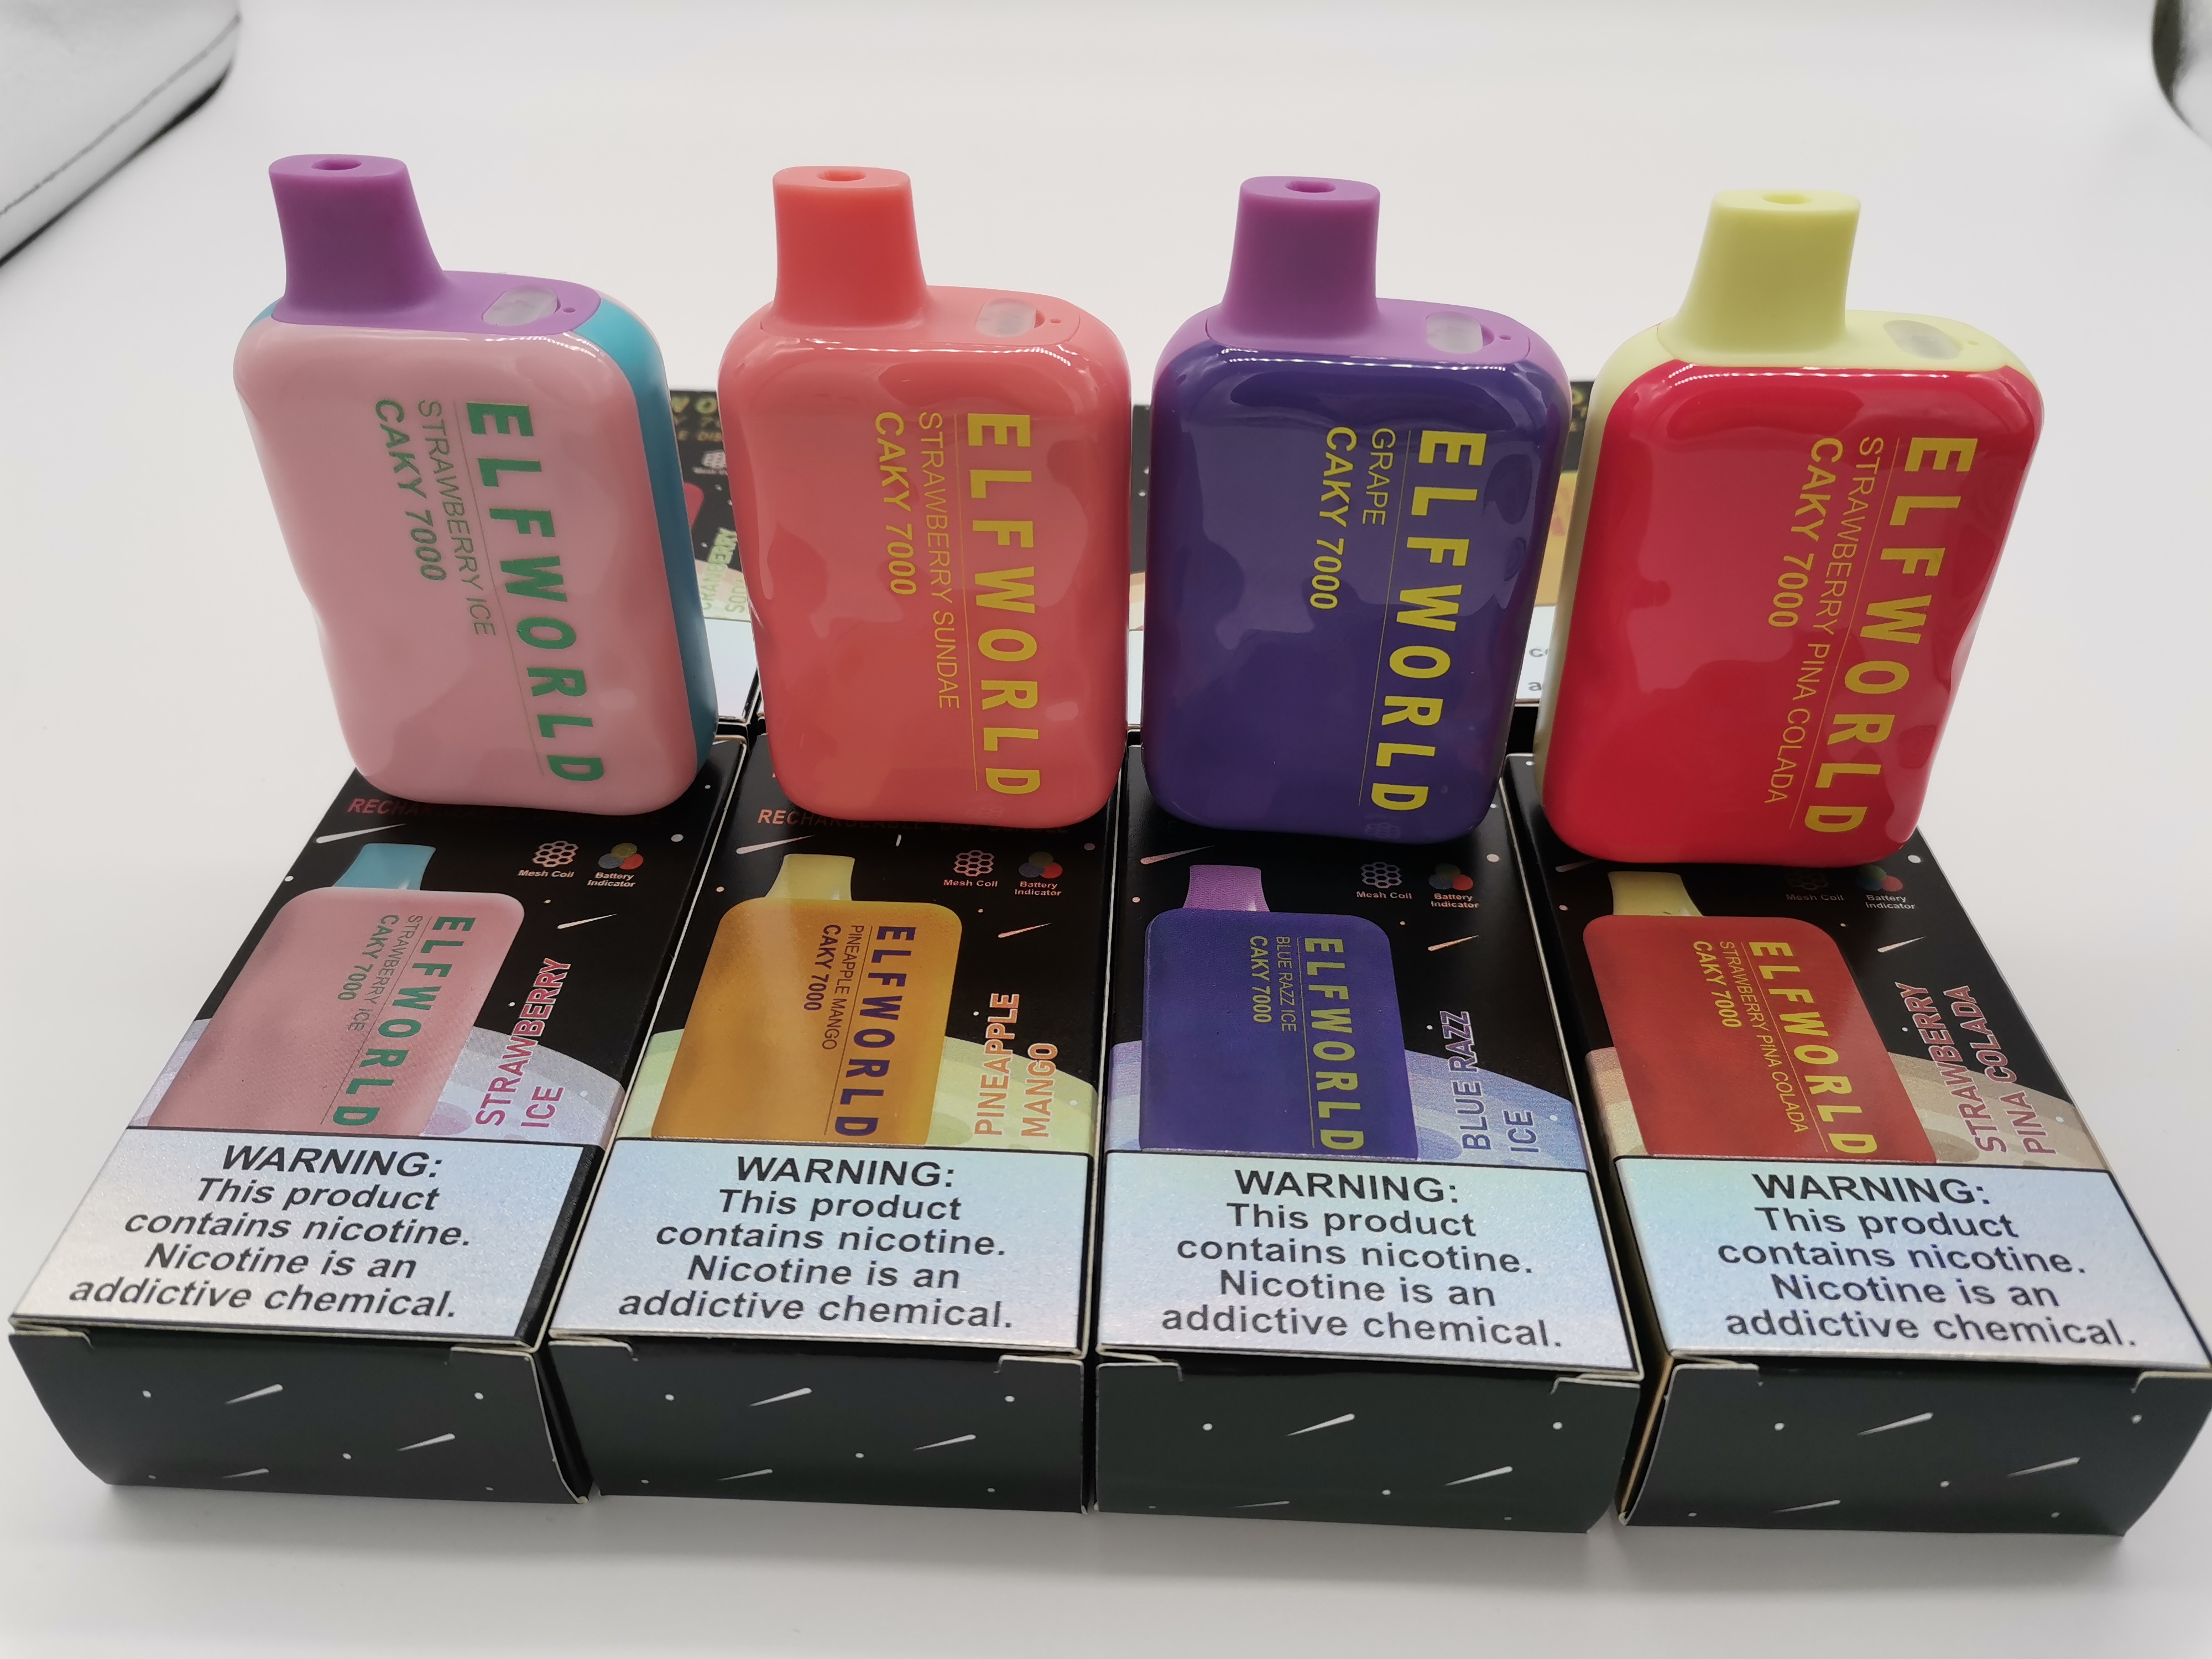 ELFWORLD
STRAWBERRY ICE
CAKY 7000
ELFWORLD
STRAWBERRY SUNDAE
CAKY 7000
ELFWORLD
GRAPE
CAKY 7000
ELFWORLD
STRAWBERRY PINA COLADA
CAKY 7000
Mesh Coil
Battery
Indicator
ELFWORLD
STRAWBERRY ICE
CAKY 7000
STRAWBERRY
ICE
WARNING:
This product
contains nicotine.
Nicotine is an
addictive chemical.
RECHARGEABLE DISPOSABLE
Mesh Coil
Battery
Indicator
ELFWORLD
PINEAPPLE MANGO
CAKY 7000
PINEAPPLE
MANGO
WARNING:
This product
contains nicotine.
Nicotine is an
addictive chemical.
Mesh Coil
Battery
Indicator
ELFWORLD
BLUE RAZZ ICE
CAKY 7000
BLUE RAZZ
ICE
WARNING:
This product
contains nicotine.
Nicotine is an
addictive chemical.
Mesh Coil
Battery
Indicator
ELFWORLD
STRAWBERRY PINA COLADA
CAKY 7000
STRAWBERRY
PINA COLADA
WARNING:
This product
contains nicotine.
Nicotine is an
addictive chemical.